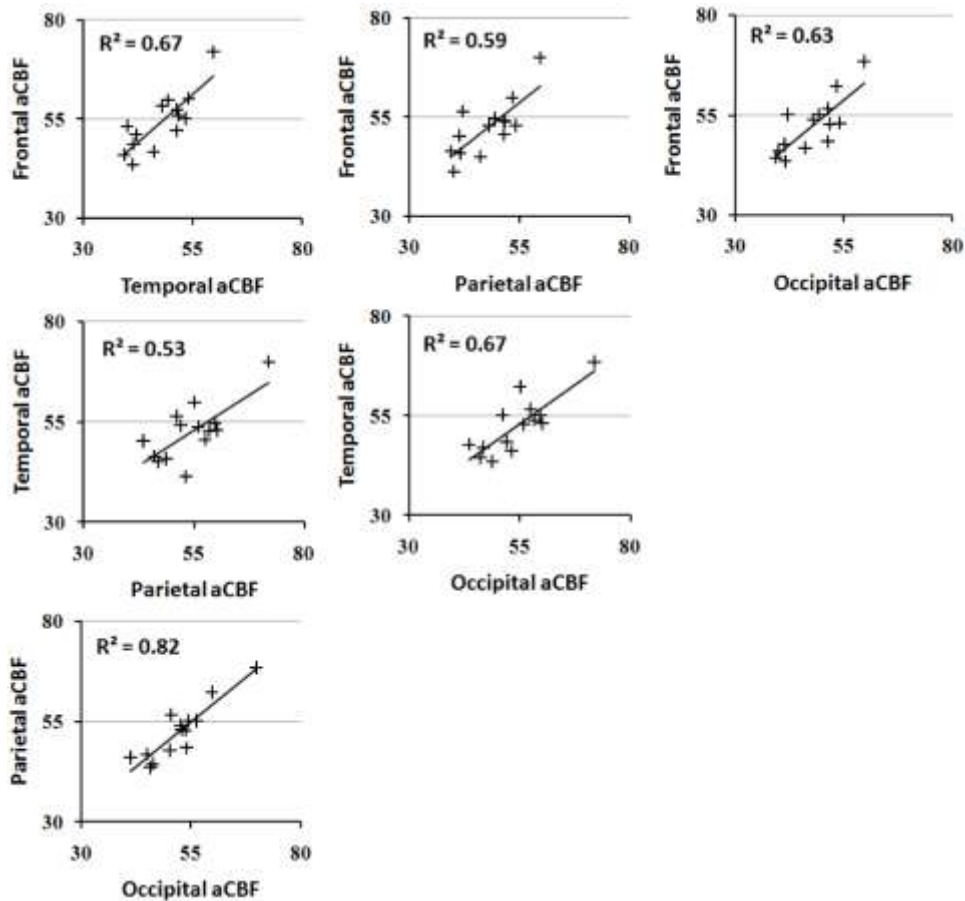 80
R² = 0.67
Frontal aCBF
55
30
30 55 80
Temporal aCBF
80
R² = 0.59
Frontal aCBF
55
30
30 55 80
Parietal aCBF
80
R² = 0.63
Frontal aCBF
55
30
30 55 80
Occipital aCBF
80
R² = 0.53
Temporal aCBF
55
30
30 55 80
Parietal aCBF
80
R² = 0.67
Temporal aCBF
55
30
30 55 80
Occipital aCBF
80
R² = 0.82
Parietal aCBF
55
30
30 55 80
Occipital aCBF